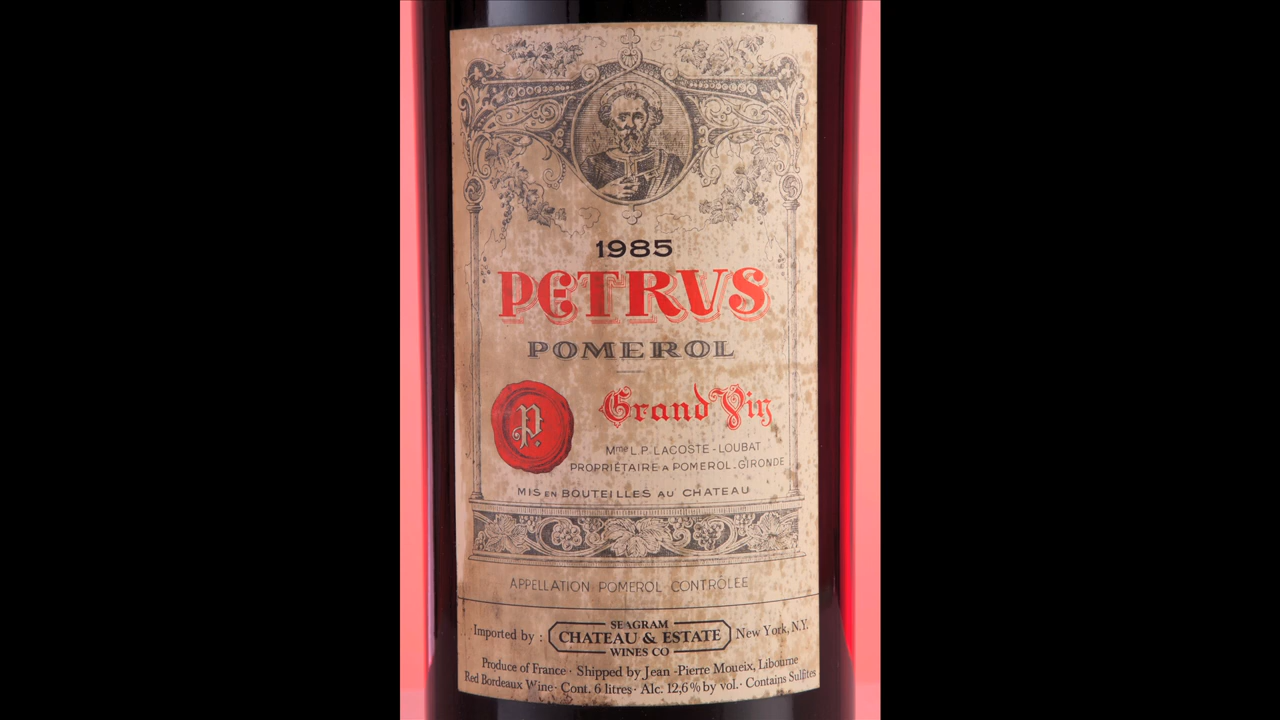 1985
PETRVS
POMEROL
Grand Vin
P.
Mme L.P. LACOSTE-LOUBAT
PROPRIÉTAIRE A POMEROL-GIRONDE
MIS EN BOUTEILLES AU CHATEAU
APPELLATION POMEROL CONTRÔLÉE
SEAGRAM
Imported by : CHATEAU & ESTATE New York, N.Y.
WINES CO
Produce of France · Shipped by Jean -Pierre Moueix, Libourne
Red Bordeaux Wine · Cont. 6 litres · Alc. 12,6% by vol. · Contains Sulfites